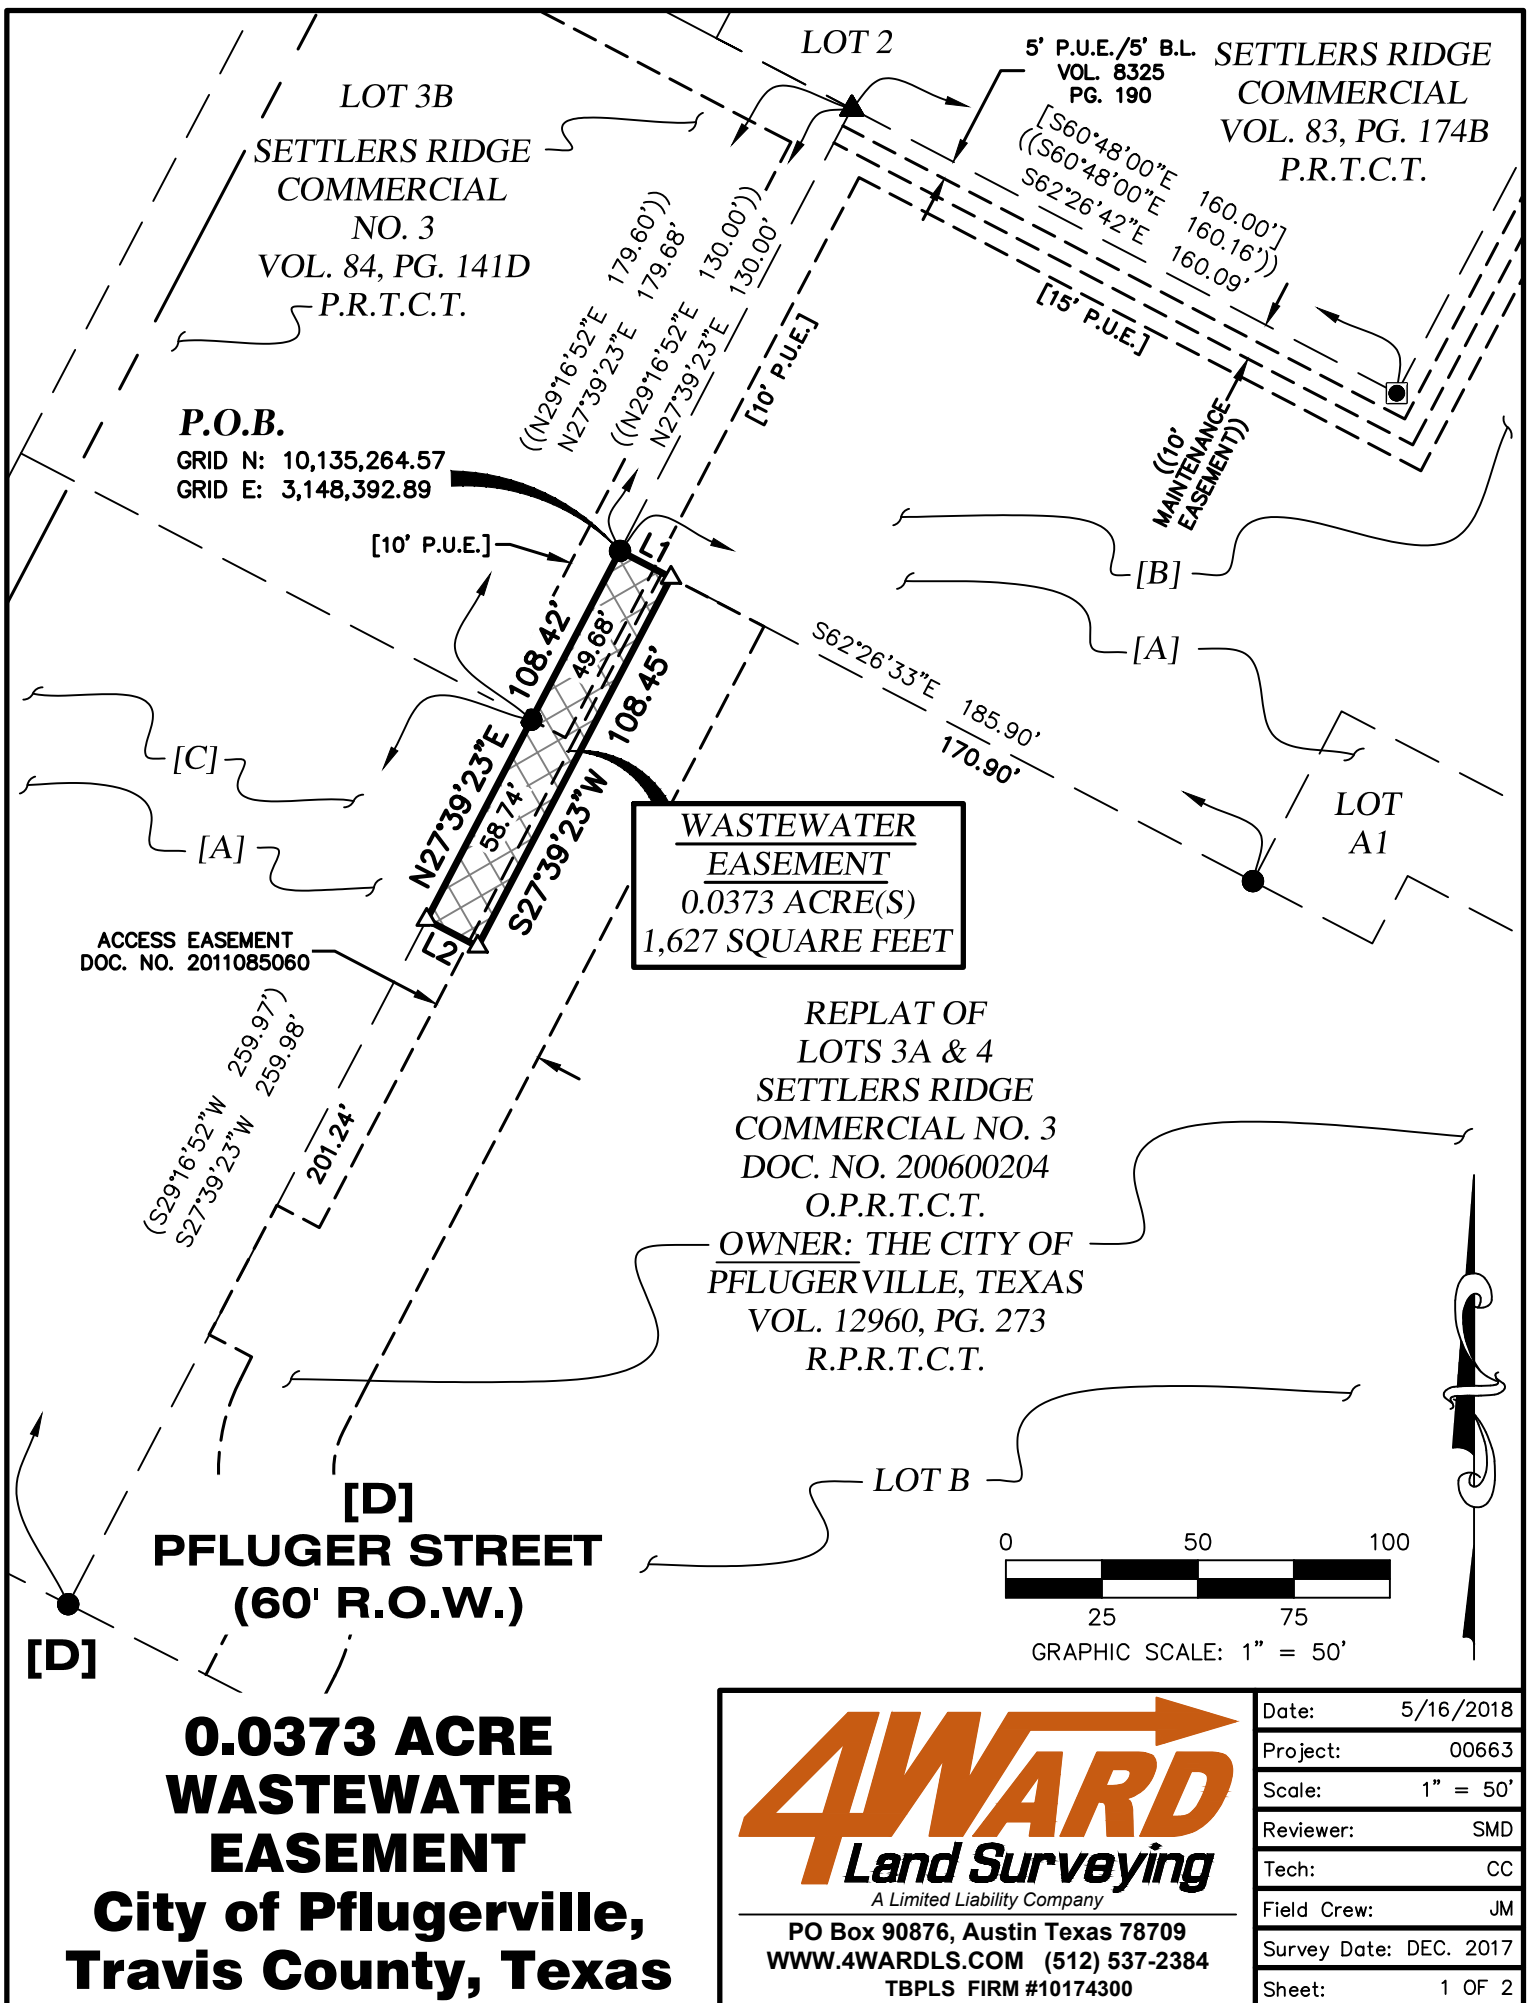 LOT 2
5' P.U.E./5' B.L.
VOL. 8325
PG. 190
SETTLERS RIDGE
COMMERCIAL
VOL. 83, PG. 174B
P.R.T.C.T.
LOT 3B
SETTLERS RIDGE
COMMERCIAL
NO. 3
VOL. 84, PG. 141D
P.R.T.C.T.
[S60°48'00"E 160.00']
((S60°48'00"E 160.16'))
S62°26'42"E 160.09'
((N29°16'52"E 179.60'))
N27°39'23"E 179.68'
((N29°16'52"E 130.00'))
N27°39'23"E 130.00'
[10' P.U.E.]
[15' P.U.E.]
((10'
MAINTENANCE
EASEMENT))
P.O.B.
GRID N: 10,135,264.57
GRID E: 3,148,392.89
[10' P.U.E.]
L1
[B]
[A]
N27°39'23"E 108.42'
49.68'
58.74'
S27°39'23"W 108.45'
S62°26'33"E 185.90'
170.90'
[C]
[A]
L2
LOT
A1
WASTEWATER
EASEMENT
0.0373 ACRE(S)
1,627 SQUARE FEET
ACCESS EASEMENT
DOC. NO. 2011085060
(S29°16'52"W 259.97')
S27°39'23"W 259.98'
201.24'
REPLAT OF
LOTS 3A & 4
SETTLERS RIDGE
COMMERCIAL NO. 3
DOC. NO. 200600204
O.P.R.T.C.T.
OWNER: THE CITY OF
PFLUGERVILLE, TEXAS
VOL. 12960, PG. 273
R.P.R.T.C.T.
LOT B
[D]
PFLUGER STREET
(60' R.O.W.)
[D]
0 50 100
25 75
GRAPHIC SCALE: 1" = 50'
0.0373 ACRE
WASTEWATER
EASEMENT
City of Pflugerville,
Travis County, Texas
4WARD
Land Surveying
A Limited Liability Company
PO Box 90876, Austin Texas 78709
WWW.4WARDLS.COM (512) 537-2384
TBPLS FIRM #10174300
Date: 5/16/2018
Project: 00663
Scale: 1" = 50'
Reviewer: SMD
Tech: CC
Field Crew: JM
Survey Date: DEC. 2017
Sheet: 1 OF 2